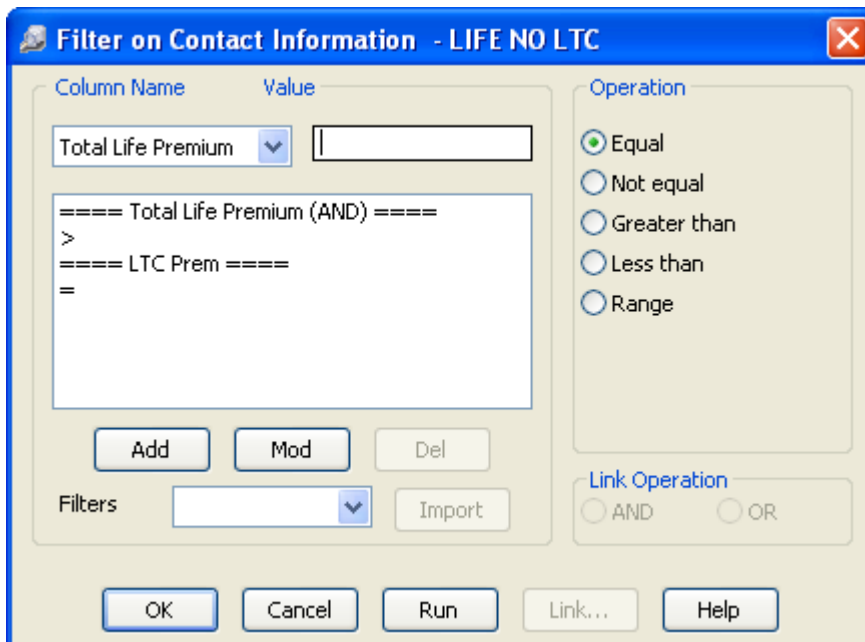 Filter on Contact Information - LIFE NO LTC
Column Name Value
Total Life Premium
==== Total Life Premium (AND) ====
>
==== LTC Prem ====
=
Add Mod Del
Filters Import
Operation
Equal
Not equal
Greater than
Less than
Range
Link Operation
AND OR
OK Cancel Run Link... Help